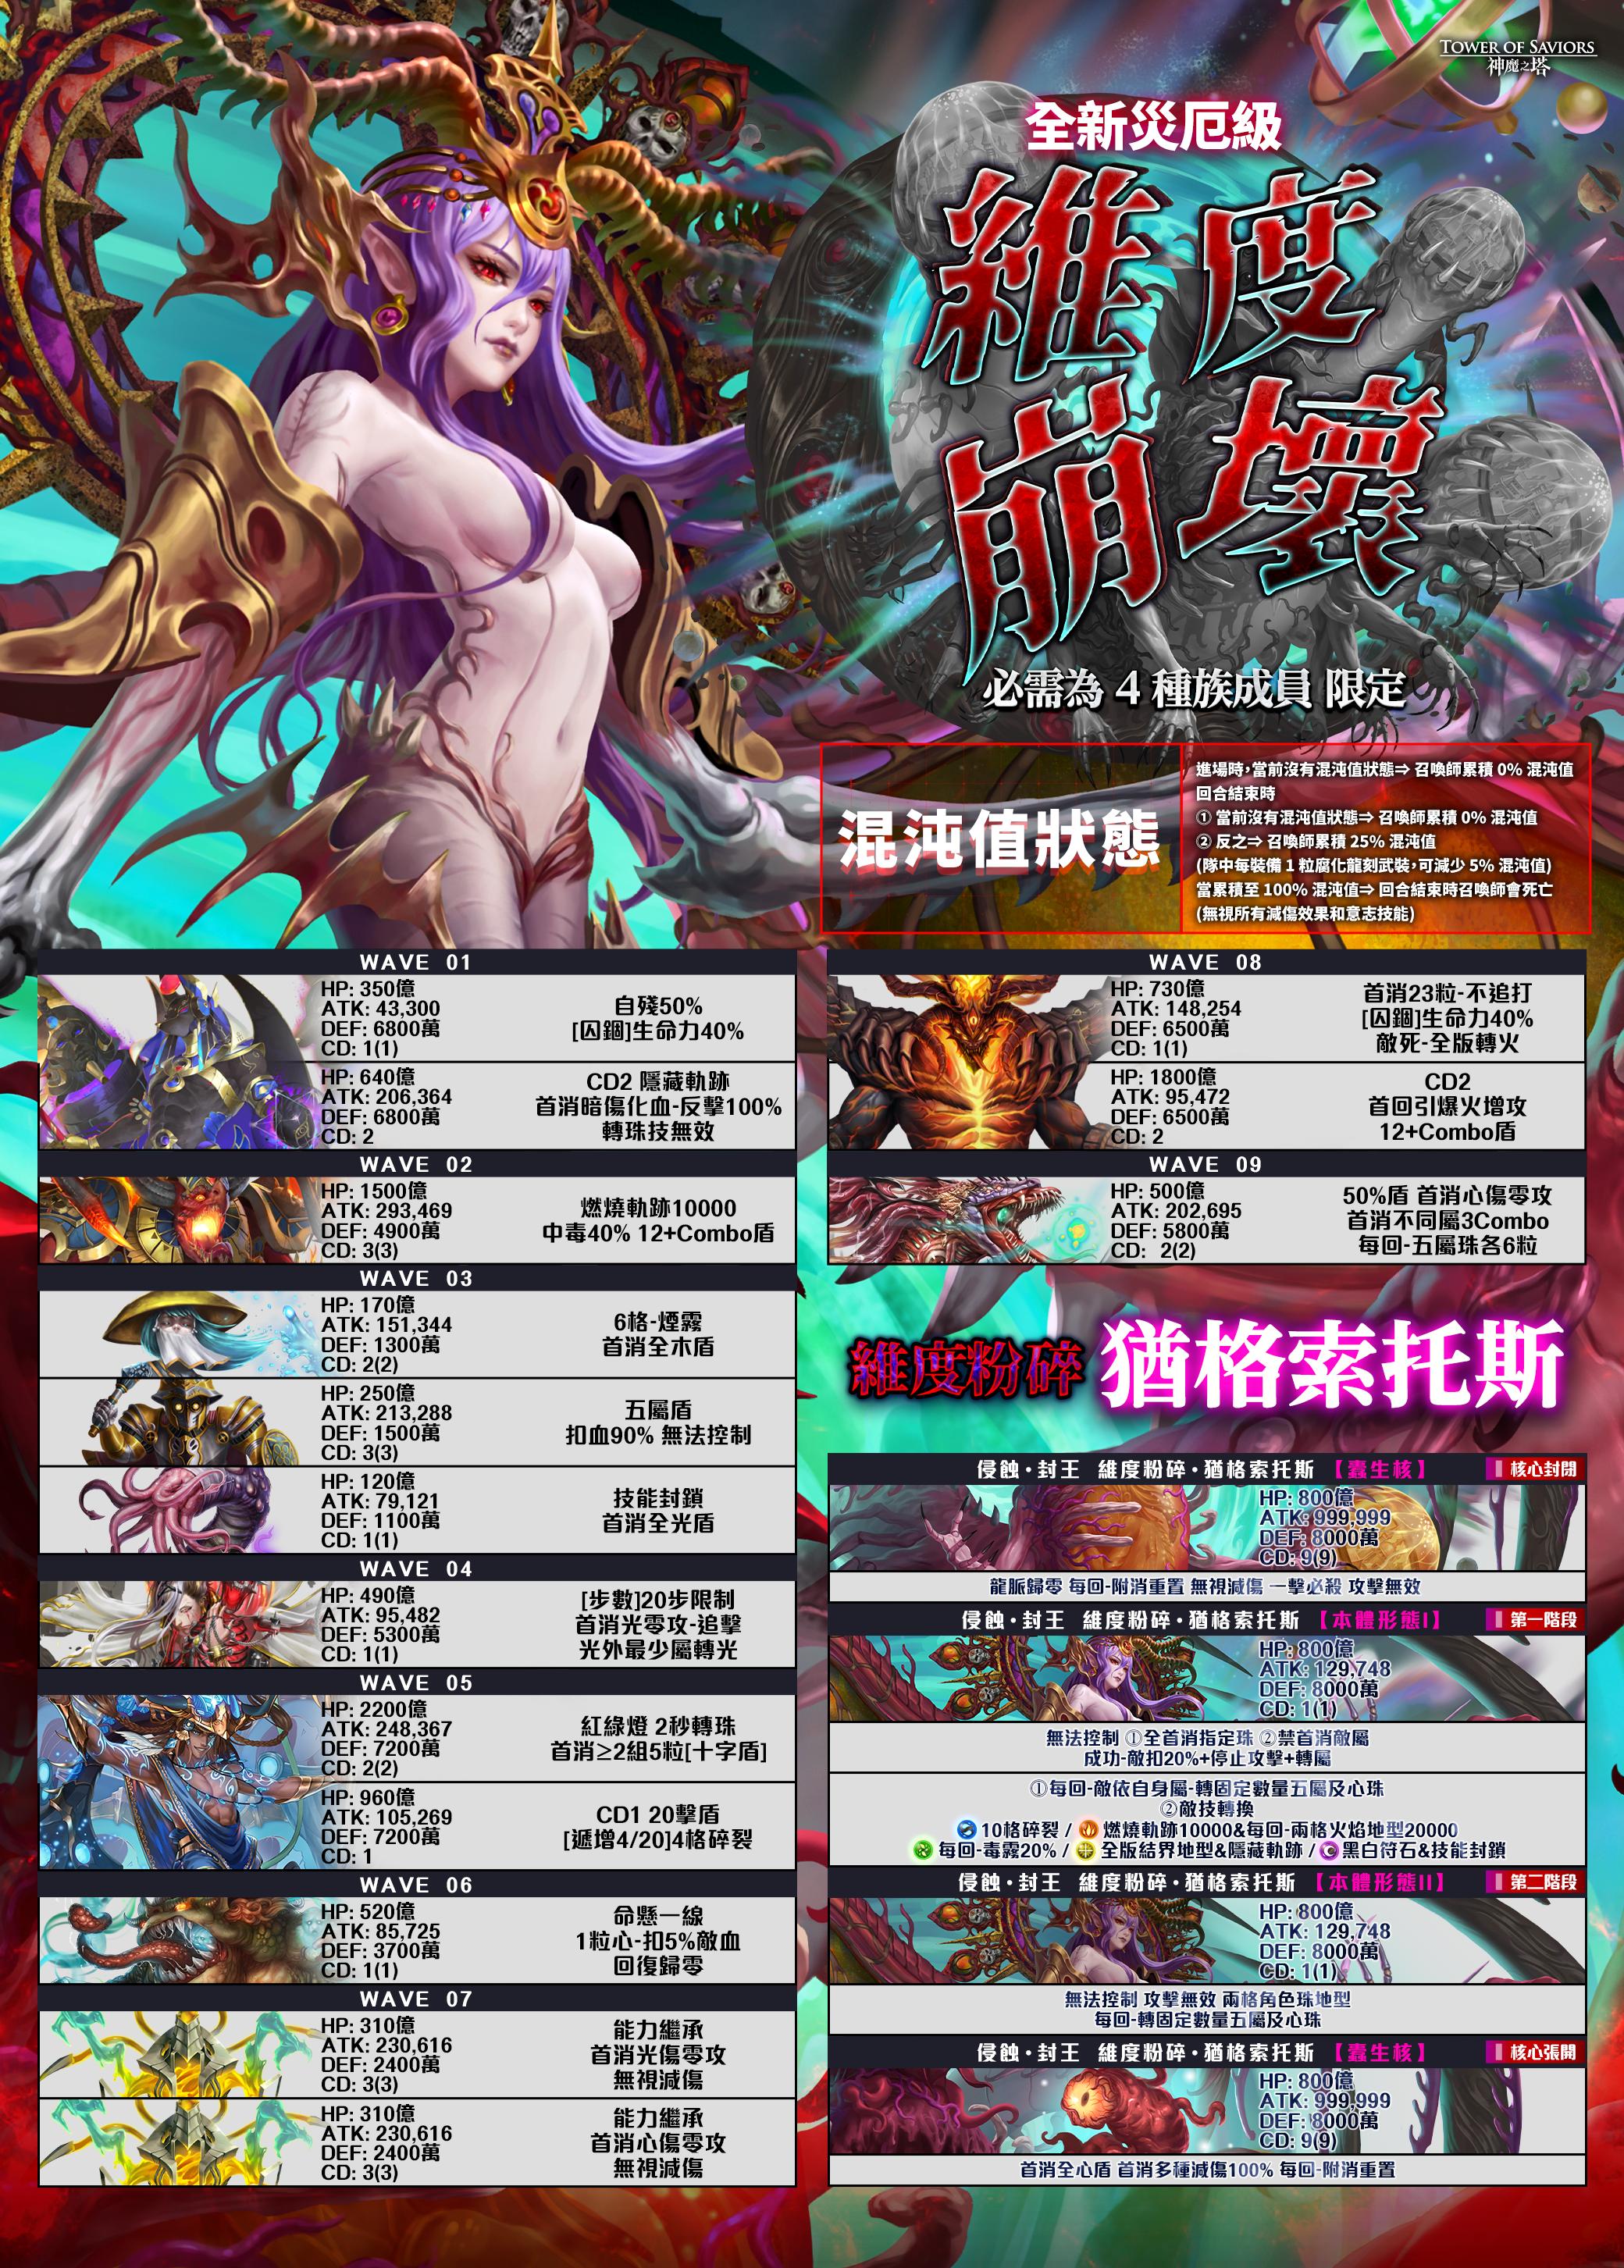 TOWER OF SAVIORS
神魔之塔
全新災厄級
維度
崩壞
必需為 4 種族成員 限定
混沌值狀態
進場時,當前沒有混沌值狀態⇒ 召喚師累積 0% 混沌值
回合結束時
① 當前沒有混沌值狀態⇒ 召喚師累積 0% 混沌值
② 反之⇒ 召喚師累積 25% 混沌值
(隊中每裝備 1 粒腐化龍刻武裝,可減少 5% 混沌值)
當累積至 100% 混沌值⇒ 回合結束時召喚師會死亡
(無視所有減傷效果和意志技能)
WAVE 01
HP: 350億
ATK: 43,300
DEF: 6800萬
CD: 1(1)
自殘50%
[囚錮]生命力40%
HP: 640億
ATK: 206,364
DEF: 6800萬
CD: 2
CD2 隱藏軌跡
首消暗傷化血-反擊100%
轉珠技無效
WAVE 02
HP: 1500億
ATK: 293,469
DEF: 4900萬
CD: 3(3)
燃燒軌跡10000
中毒40% 12+Combo盾
WAVE 03
HP: 170億
ATK: 151,344
DEF: 1300萬
CD: 2(2)
6格-煙霧
首消全木盾
HP: 250億
ATK: 213,288
DEF: 1500萬
CD: 3(3)
五屬盾
扣血90% 無法控制
HP: 120億
ATK: 79,121
DEF: 1100萬
CD: 1(1)
技能封鎖
首消全光盾
WAVE 04
HP: 490億
ATK: 95,482
DEF: 5300萬
CD: 1(1)
[步數]20步限制
首消光零攻-追擊
光外最少屬轉光
WAVE 05
HP: 2200億
ATK: 248,367
DEF: 7200萬
CD: 2(2)
紅綠燈 2秒轉珠
首消≥2組5粒[十字盾]
HP: 960億
ATK: 105,269
DEF: 7200萬
CD: 1
CD1 20擊盾
[遞增4/20]4格碎裂
WAVE 06
HP: 520億
ATK: 85,725
DEF: 3700萬
CD: 1(1)
命懸一線
1粒心-扣5%敵血
回復歸零
WAVE 07
HP: 310億
ATK: 230,616
DEF: 2400萬
CD: 3(3)
能力繼承
首消光傷零攻
無視減傷
HP: 310億
ATK: 230,616
DEF: 2400萬
CD: 3(3)
能力繼承
首消心傷零攻
無視減傷
WAVE 08
HP: 730億
ATK: 148,254
DEF: 6500萬
CD: 1(1)
首消23粒-不追打
[囚錮]生命力40%
敵死-全版轉火
HP: 1800億
ATK: 95,472
DEF: 6500萬
CD: 2
CD2
首回引爆火增攻
12+Combo盾
WAVE 09
HP: 500億
ATK: 202,695
DEF: 5800萬
CD: 2(2)
50%盾 首消心傷零攻
首消不同屬3Combo
每回-五屬珠各6粒
維度粉碎 猶格索托斯
侵蝕·封王 維度粉碎·猶格索托斯【蠹生核】 核心封閉
HP: 800億
ATK: 999,999
DEF: 8000萬
CD: 9(9)
龍脈歸零 每回-附消重置 無視減傷 一擊必殺 攻擊無效
侵蝕·封王 維度粉碎·猶格索托斯【本體形態I】 第一階段
HP: 800億
ATK: 129,748
DEF: 8000萬
CD: 1(1)
無法控制 ①全首消指定珠 ②禁首消敵屬
成功-敵扣20%+停止攻擊+轉屬
①每回-敵依自身屬-轉固定數量五屬及心珠
②敵技轉換
10格碎裂 / 燃燒軌跡10000&每回-兩格火焰地型20000
每回-毒霧20% / 全版結界地型&隱藏軌跡 / 黑白符石&技能封鎖
侵蝕·封王 維度粉碎·猶格索托斯【本體形態II】 第二階段
HP: 800億
ATK: 129,748
DEF: 8000萬
CD: 1(1)
無法控制 攻擊無效 兩格角色珠地型
每回-轉固定數量五屬及心珠
侵蝕·封王 維度粉碎·猶格索托斯【蠹生核】 核心張開
HP: 800億
ATK: 999,999
DEF: 8000萬
CD: 9(9)
首消全心盾 首消多種減傷100% 每回-附消重置